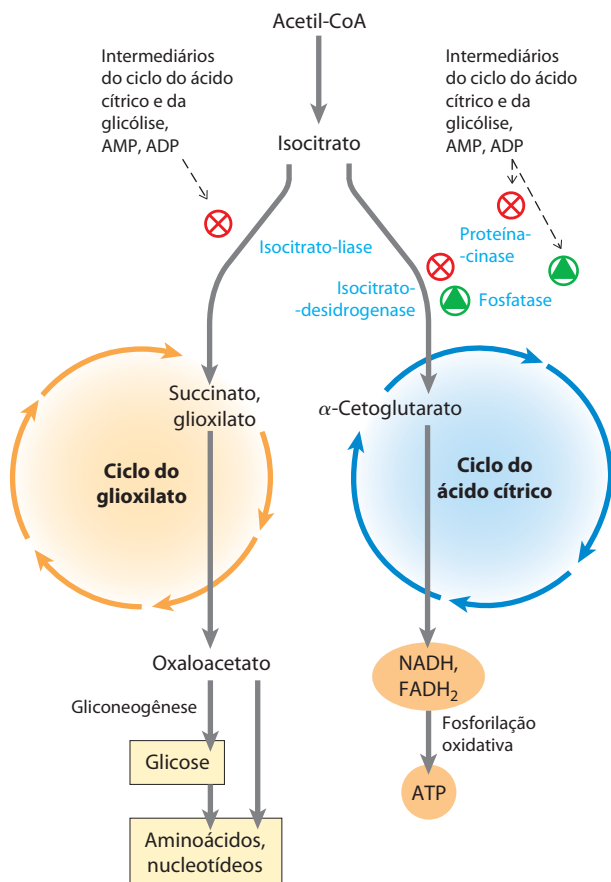 Acetil-CoA
Intermediários
do ciclo do ácido
cítrico e da
glicólise,
AMP, ADP
Intermediários
do ciclo do ácido
cítrico e da
glicólise,
AMP, ADP
Isocitrato
Isocitrato-liase
Proteína-
-cinase
Isocitrato-
-desidrogenase
Fosfatase
Succinato,
glioxilato
α-Cetoglutarato
Ciclo do
glioxilato
Ciclo do
ácido cítrico
Oxaloacetato
NADH,
FADH₂
Gliconeogênese
Fosforilação
oxidativa
Glicose
ATP
Aminoácidos,
nucleotídeos